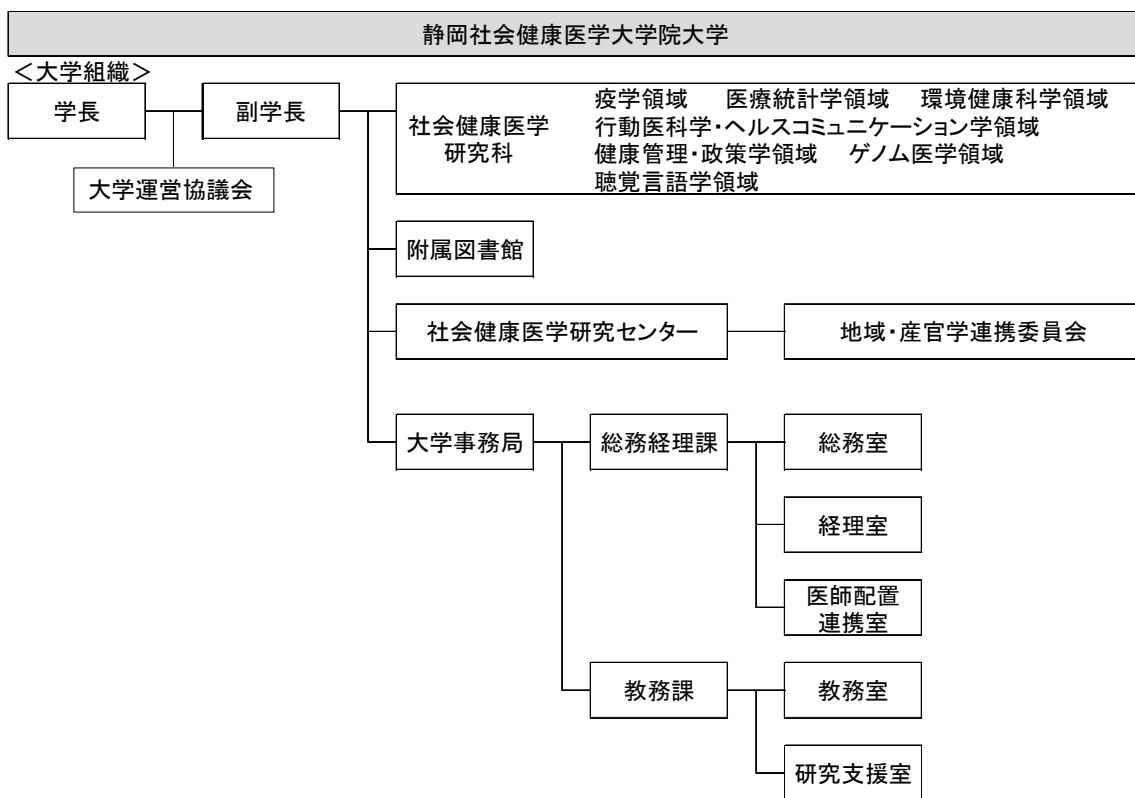 静岡社会健康医学大学院大学
＜大学組織＞
学長
副学長
大学運営協議会
社会健康医学
研究科
疫学領域　医療統計学領域　環境健康科学領域
行動医科学・ヘルスコミュニケーション学領域
健康管理・政策学領域　ゲノム医学領域
聴覚言語学領域
附属図書館
社会健康医学研究センター
地域・産官学連携委員会
大学事務局
総務経理課
総務室
経理室
医師配置
連携室
教務課
教務室
研究支援室